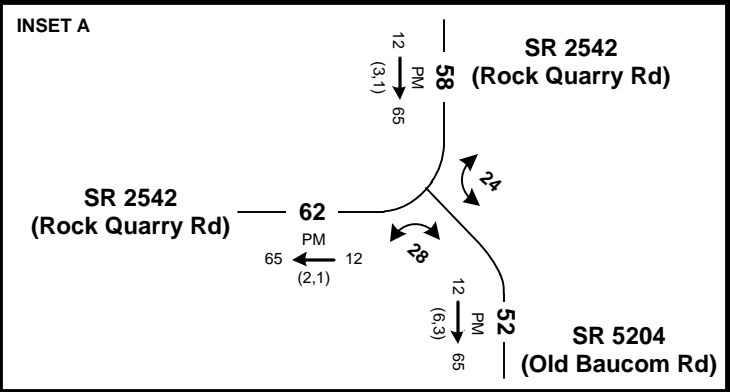 INSET A
12
PM
(3,1)
65
58
SR 2542
(Rock Quarry Rd)
24
SR 2542
(Rock Quarry Rd)
62
PM
65
12
(2,1)
28
12
PM
(6,3)
65
52
SR 5204
(Old Baucom Rd)